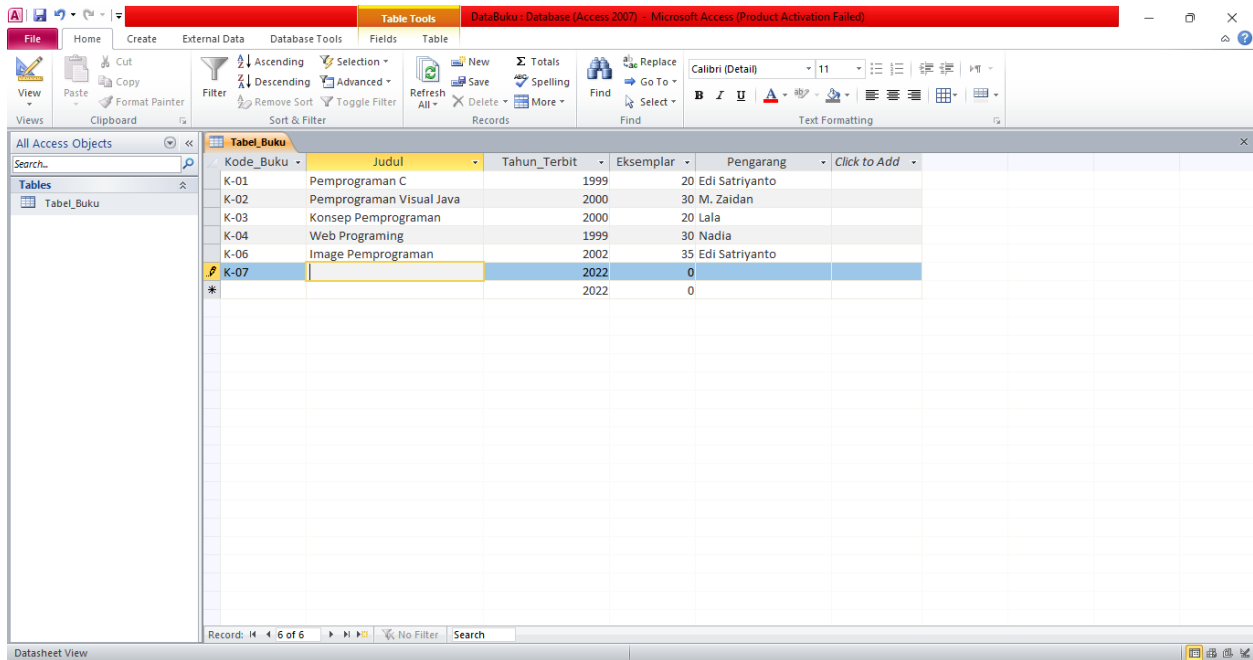 Table Tools DataBuku : Database (Access 2007) - Microsoft Access (Product Activation Failed)
File Home Create External Data Database Tools Fields Table
View
Views
Paste
Cut
Copy
Format Painter
Clipboard
Filter
Ascending
Descending
Remove Sort
Selection
Advanced
Toggle Filter
Sort & Filter
Refresh
All
New
Save
Delete
Totals
Spelling
More
Records
Find
Replace
Go To
Select
Find
Calibri (Detail) 11
B I U A
Text Formatting
All Access Objects
Search..
Tables
Tabel_Buku
Tabel_Buku
Kode_Buku Judul Tahun_Terbit Eksemplar Pengarang Click to Add
K-01 Pemprograman C 1999 20 Edi Satriyanto
K-02 Pemprograman Visual Java 2000 30 M. Zaidan
K-03 Konsep Pemprograman 2000 20 Lala
K-04 Web Programing 1999 30 Nadia
K-06 Image Pemprograman 2002 35 Edi Satriyanto
K-07 2022 0
2022 0
Record: 6 of 6 No Filter Search
Datasheet View